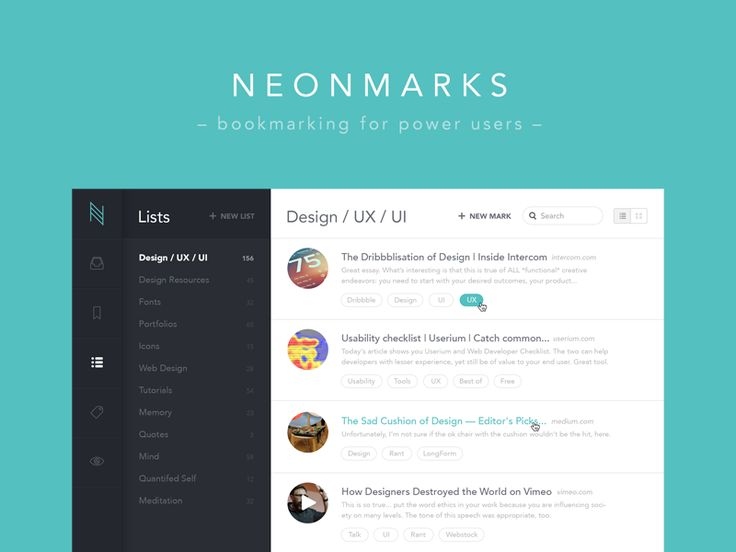 NEONMARKS
– bookmarking for power users –
Lists
+ NEW LIST
Design / UX / UI 156
Design Resources 45
Fonts 32
Portfolios 60
Icons
Web Design 28
Tutorials 54
Memory 23
Quotes 3
Mind 58
Quantifed Self 12
Meditation 32
Design / UX / UI
+ NEW MARK
Search
The Dribbblisation of Design | Inside Intercom intercom.com
Great essay. What's interesting is that this is true of ALL *functional* creative
endeavors: you need to start with your desired outcomes, your product...
Dribbble Design UI UX
Usability checklist | Userium | Catch common... userium.com
Today's article shows you Userium and Web Developer Checklist. The two can help
developers with lesser experience, yet still be of value to your end user. Great tool.
Usability Tools UX Best of Free
The Sad Cushion of Design — Editor's Picks... medium.com
Unfortunately, I'm not sure if the ok chair with the cushion wouldn't be the hit, here.
Design Rant LongForm
How Designers Destroyed the World on Vimeo vimeo.com
This is so true... put the word ethics in your work because you are influencing soc-
ety on many levels. The tone of this speech was appropriate, too.
Talk UI Rant Webstock
75